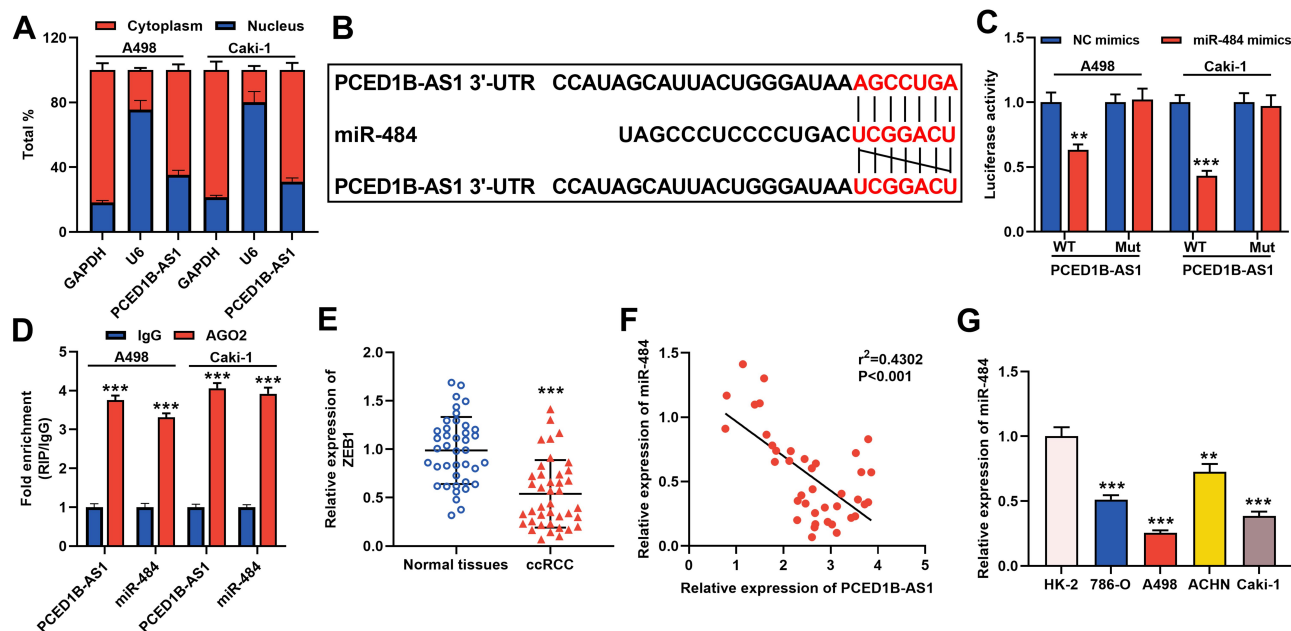 A
Cytoplasm Nucleus
A498 Caki-1
Total %
120
80
40
0
GAPDH U6 PCED1B-AS1 GAPDH U6 PCED1B-AS1
B
PCED1B-AS1 3'-UTR CCAUAGCAUUACUGGGAUAAAGCCUGA
miR-484 UAGCCCUCCCCUGACUCGGACU
PCED1B-AS1 3'-UTR CCAUAGCAUUACUGGGAUAAUCGGACU
C
NC mimics miR-484 mimics
A498 Caki-1
Luciferase activity
1.5
1.0
0.5
0.0
** ***
WT Mut WT Mut
PCED1B-AS1 PCED1B-AS1
D
IgG AGO2
A498 Caki-1
Fold enrichment
(RIP/IgG)
5
4
3
2
1
0
*** *** *** ***
PCED1B-AS1 miR-484 PCED1B-AS1 miR-484
E
Relative expression of
ZEB1
2.0
1.5
1.0
0.5
0.0
***
Normal tissues ccRCC
F
Relative expression of miR-484
1.5
1.0
0.5
0.0
r²=0.4302
P<0.001
0 1 2 3 4 5
Relative expression of PCED1B-AS1
G
Relative expression of miR-484
1.5
1.0
0.5
0.0
*** *** ** ***
HK-2 786-O A498 ACHN Caki-1